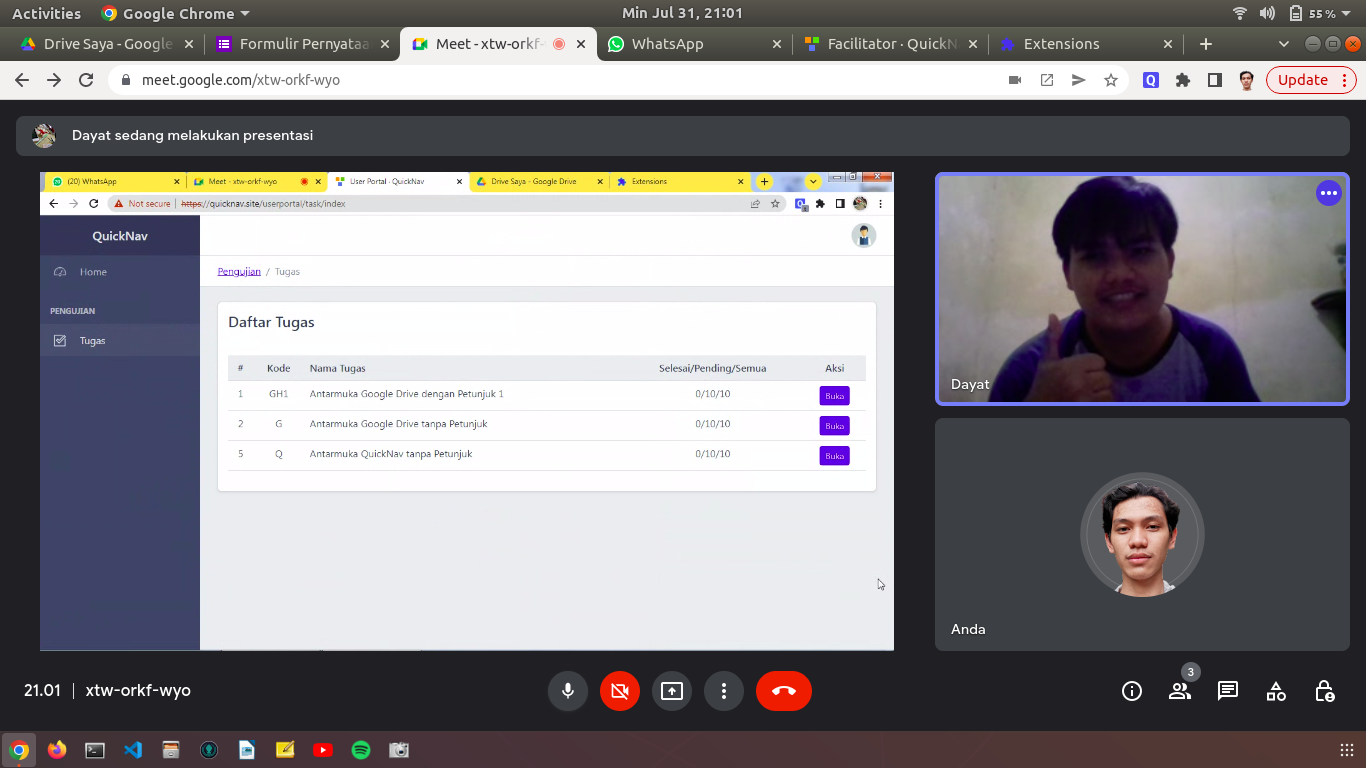 Activities Google Chrome Min Jul 31, 21:01 55 %
Drive Saya - Google Formulir Pernyataa Meet - xtw-orkf- WhatsApp Facilitator · QuickN Extensions
meet.google.com/xtw-orkf-wyo Update
Dayat sedang melakukan presentasi
(20) WhatsApp Meet - xtw-orkf-wyo User Portal · QuickNav Drive Saya - Google Drive Extensions
Not secure https://quicknav.site/userportal/task/index
QuickNav
Home
Pengujian / Tugas
PENGUJIAN
Tugas
Daftar Tugas
# Kode Nama Tugas Selesai/Pending/Semua Aksi
1 GH1 Antarmuka Google Drive dengan Petunjuk 1 0/10/10 Buka
2 G Antarmuka Google Drive tanpa Petunjuk 0/10/10 Buka
5 Q Antarmuka QuickNav tanpa Petunjuk 0/10/10 Buka
Dayat
Anda
21.01 xtw-orkf-wyo
3